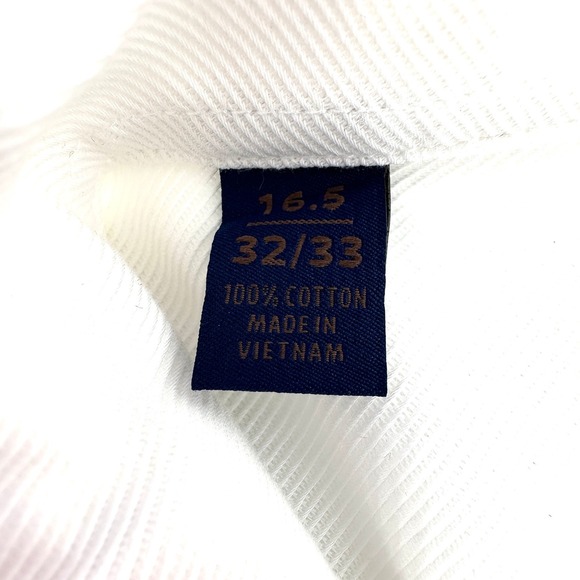 16.5
32/33
100% COTTON
MADE IN
VIETNAM